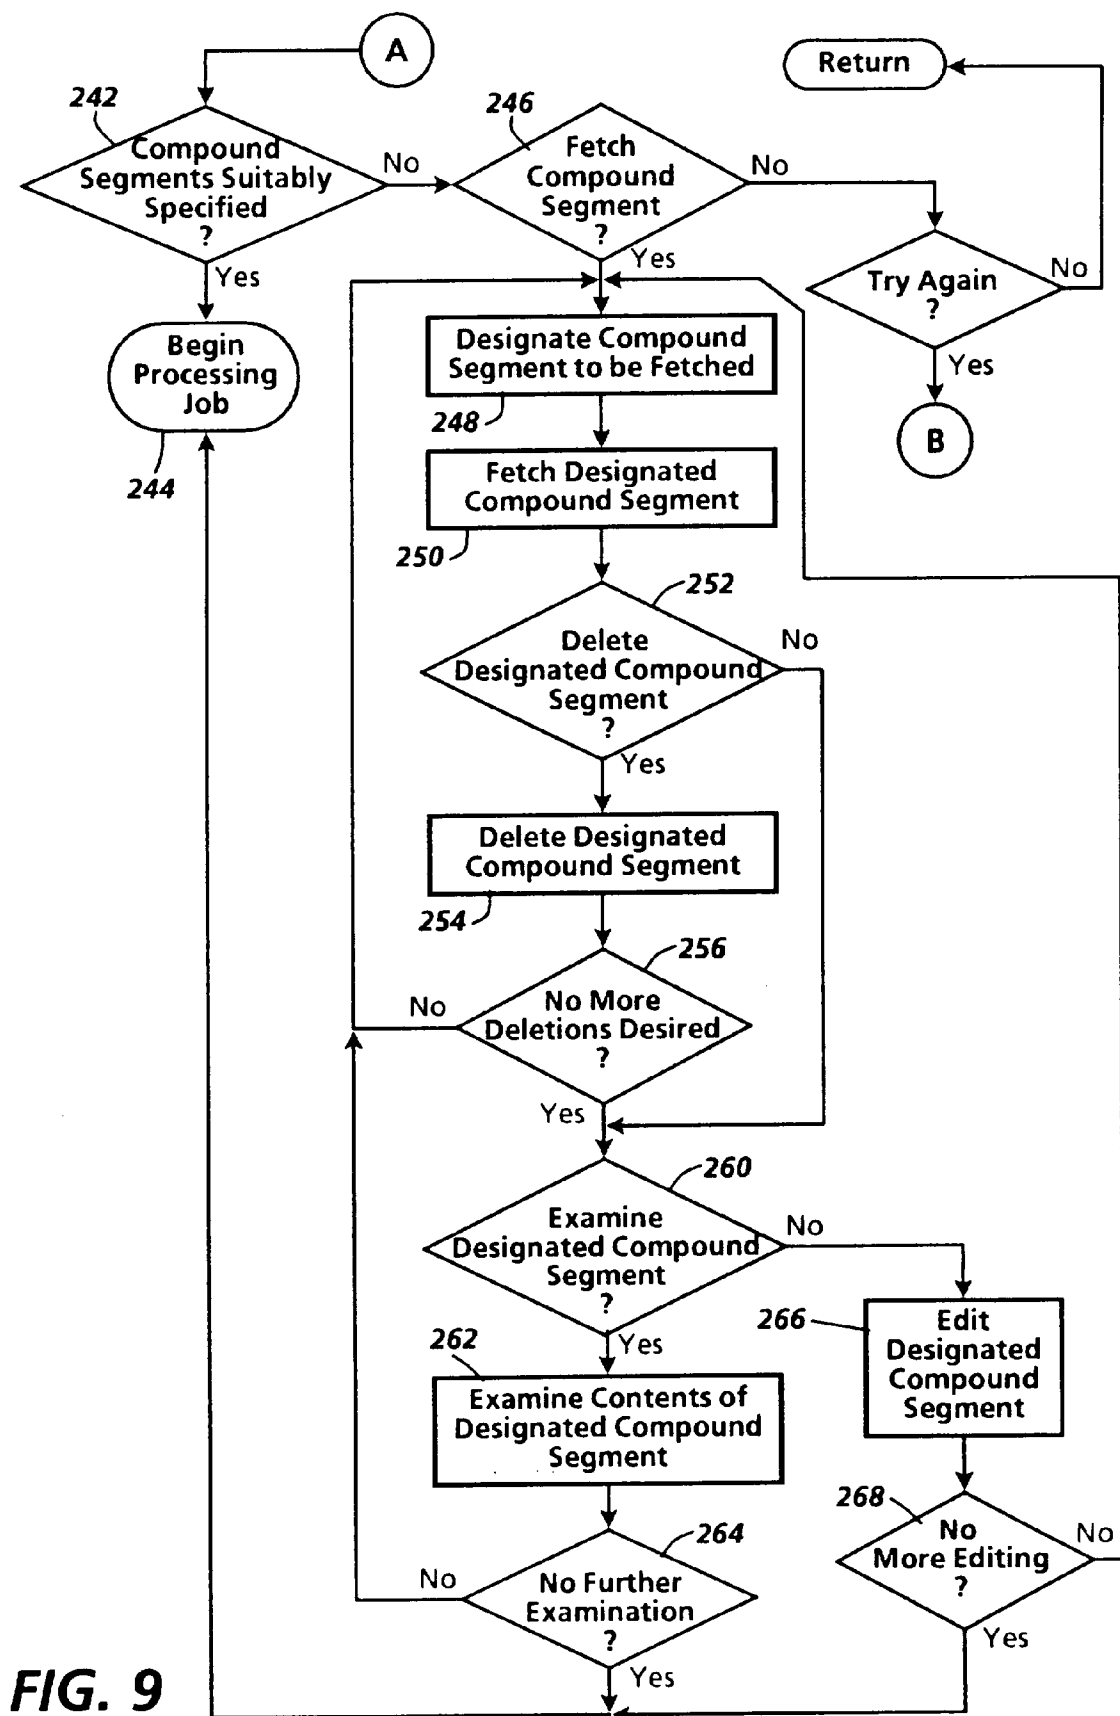 A
Return
242
246
Compound
Segments Suitably
Specified
?
No
Fetch
Compound
Segment
?
No
Yes
Yes
Try Again
?
No
Yes
B
Begin
Processing
Job
244
Designate Compound
Segment to be Fetched
248
Fetch Designated
Compound Segment
250
252
Delete
Designated Compound
Segment
?
No
Yes
Delete Designated
Compound Segment
254
256
No More
Deletions Desired
?
No
Yes
260
Examine
Designated Compound
Segment
?
No
Yes
262
Examine Contents of
Designated Compound
Segment
266
Edit
Designated
Compound
Segment
264
No Further
Examination
?
No
Yes
268
No
More Editing
?
No
Yes
FIG. 9